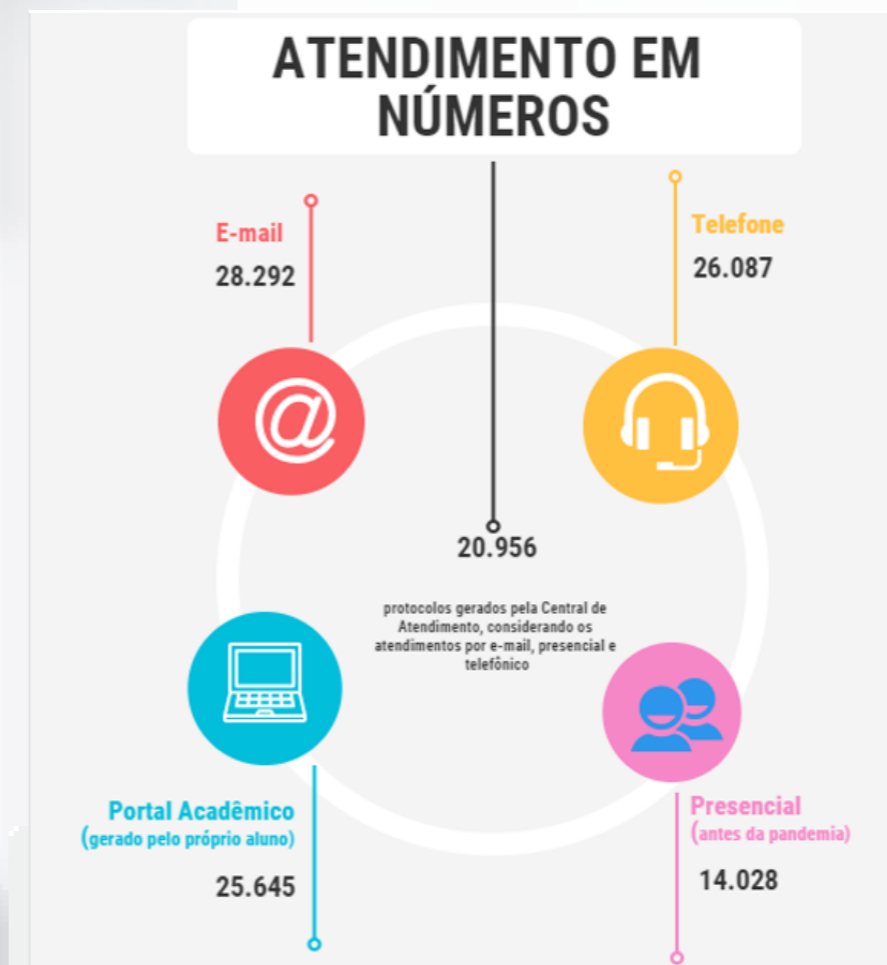 ATENDIMENTO EM
NÚMEROS
E-mail
28.292
Telefone
26.087
@
20.956
protocolos gerados pela Central de
Atendimento, considerando os
atendimentos por e-mail, presencial e
telefônico
Portal Acadêmico
(gerado pelo próprio aluno)
25.645
Presencial
(antes da pandemia)
14.028